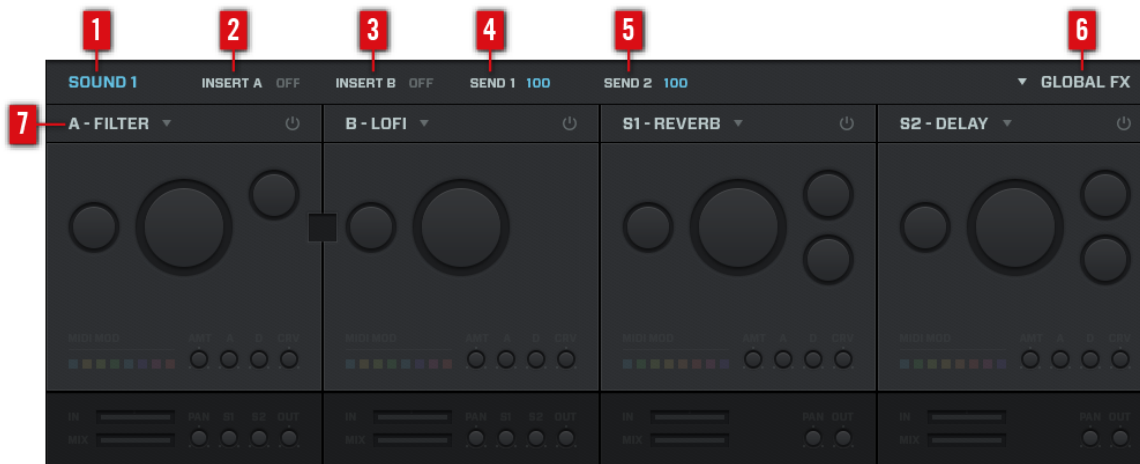 1 2 3 4 5 6
SOUND 1 INSERT A OFF INSERT B OFF SEND 1 100 SEND 2 100 ▼ GLOBAL FX
7 A - FILTER ▼ B - LOFI ▼ S1 - REVERB ▼ S2 - DELAY ▼
MIDI MOD AMT A D CRV MIDI MOD AMT A D CRV MIDI MOD AMT A D CRV MIDI MOD AMT A D CRV
IN PAN S1 S2 OUT IN PAN S1 S2 OUT IN PAN OUT IN PAN OUT
MIX MIX MIX MIX